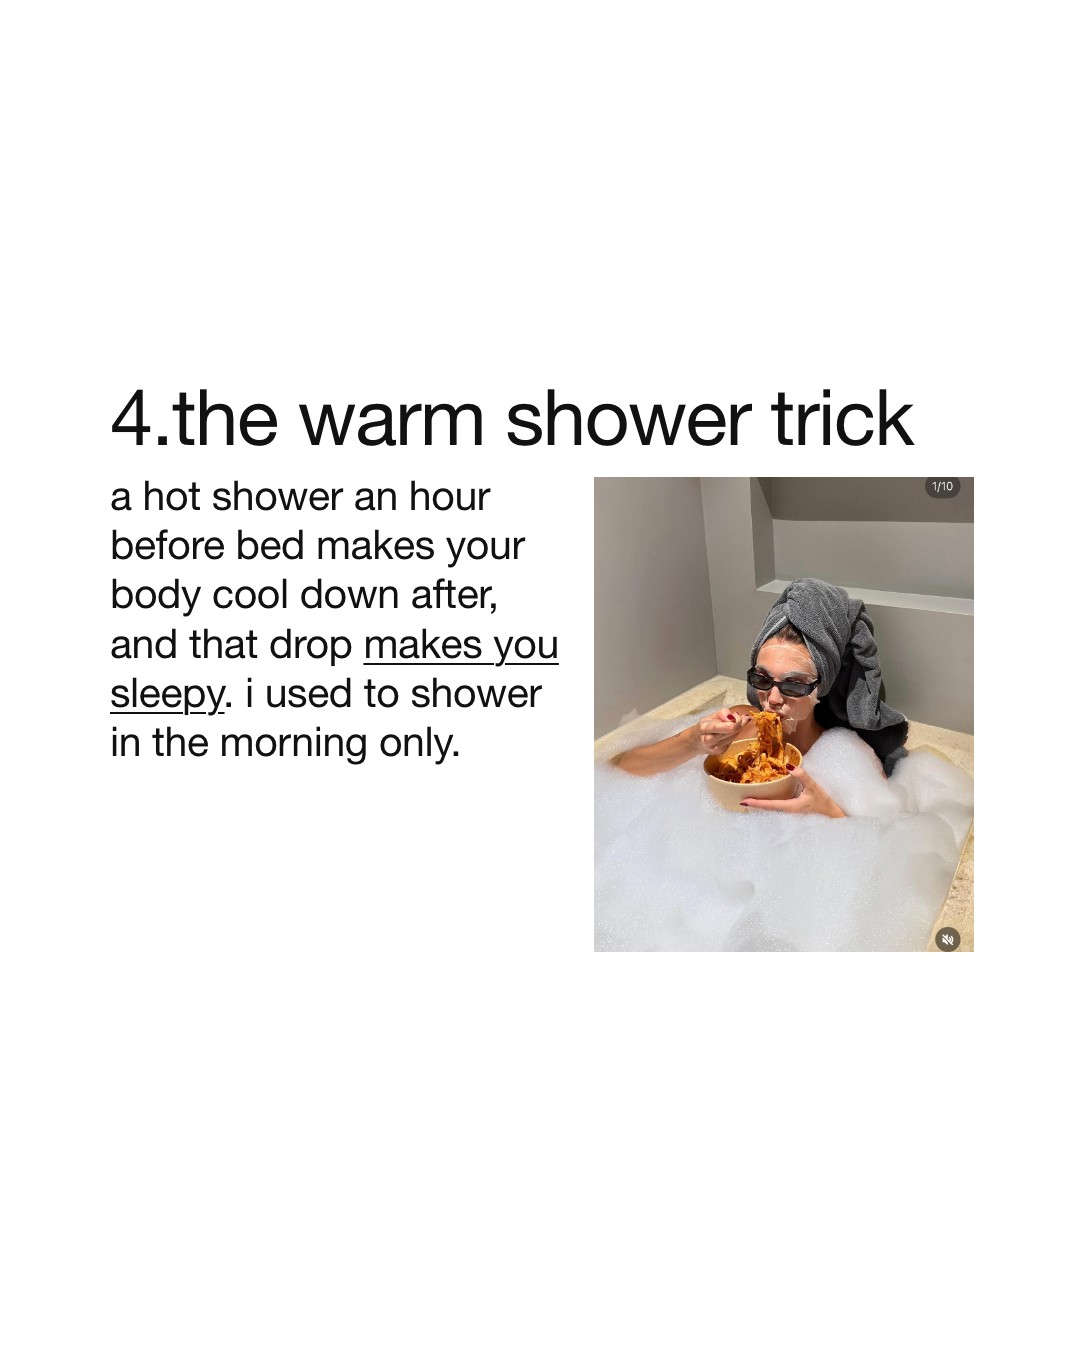 4.the warm shower trick
a hot shower an hour
before bed makes your
body cool down after,
and that drop makes you
sleepy. i used to shower
in the morning only.
1/10